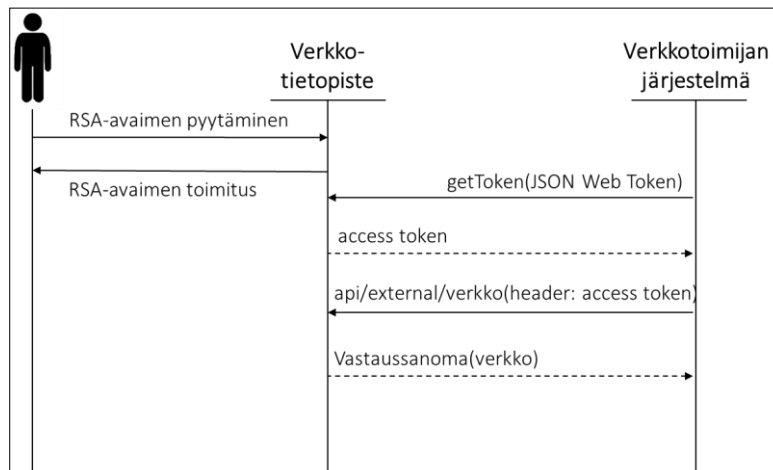 Verkko-
tietopiste
Verkkotoimijan
järjestelmä
RSA-avaimen pyytäminen
RSA-avaimen toimitus
getToken(JSON Web Token)
access token
api/external/verkko(header: access token)
Vastaussanoma(verkko)